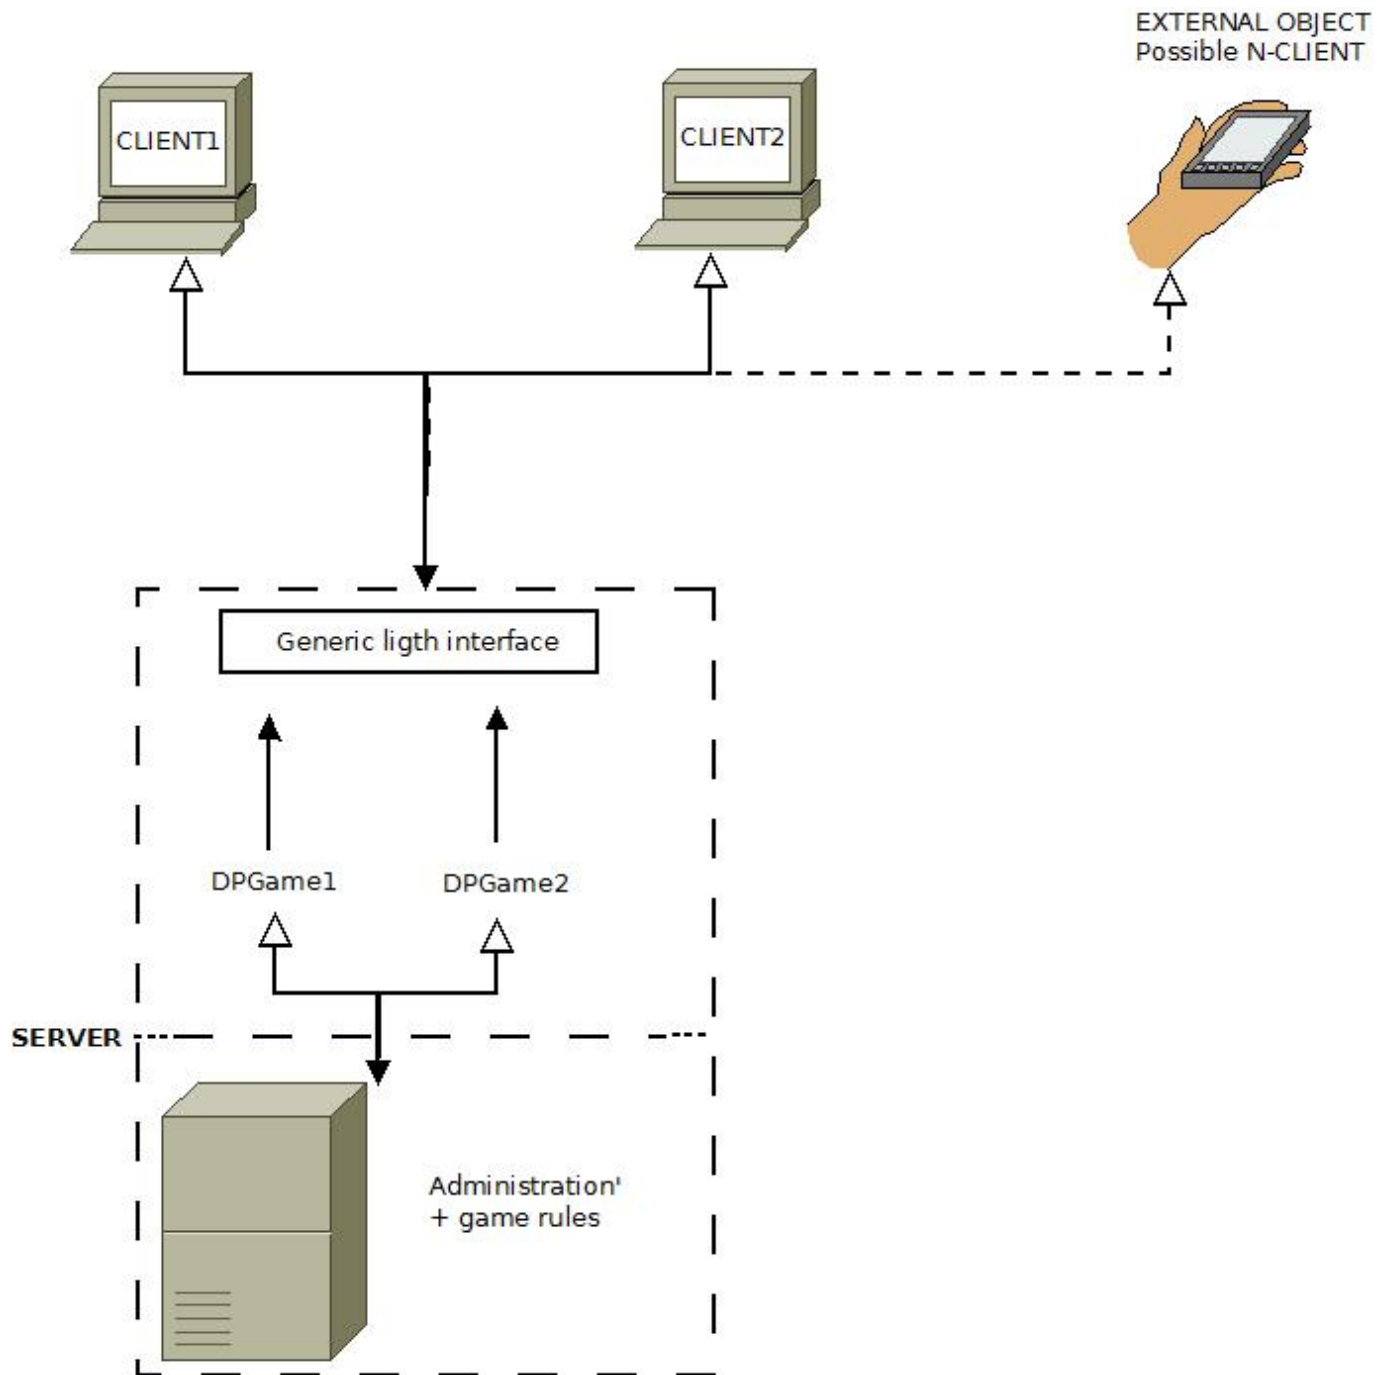 EXTERNAL OBJECT
Possible N-CLIENT
CLIENT1
CLIENT2
Generic ligth interface
DPGame1
DPGame2
SERVER
Administration'
+ game rules